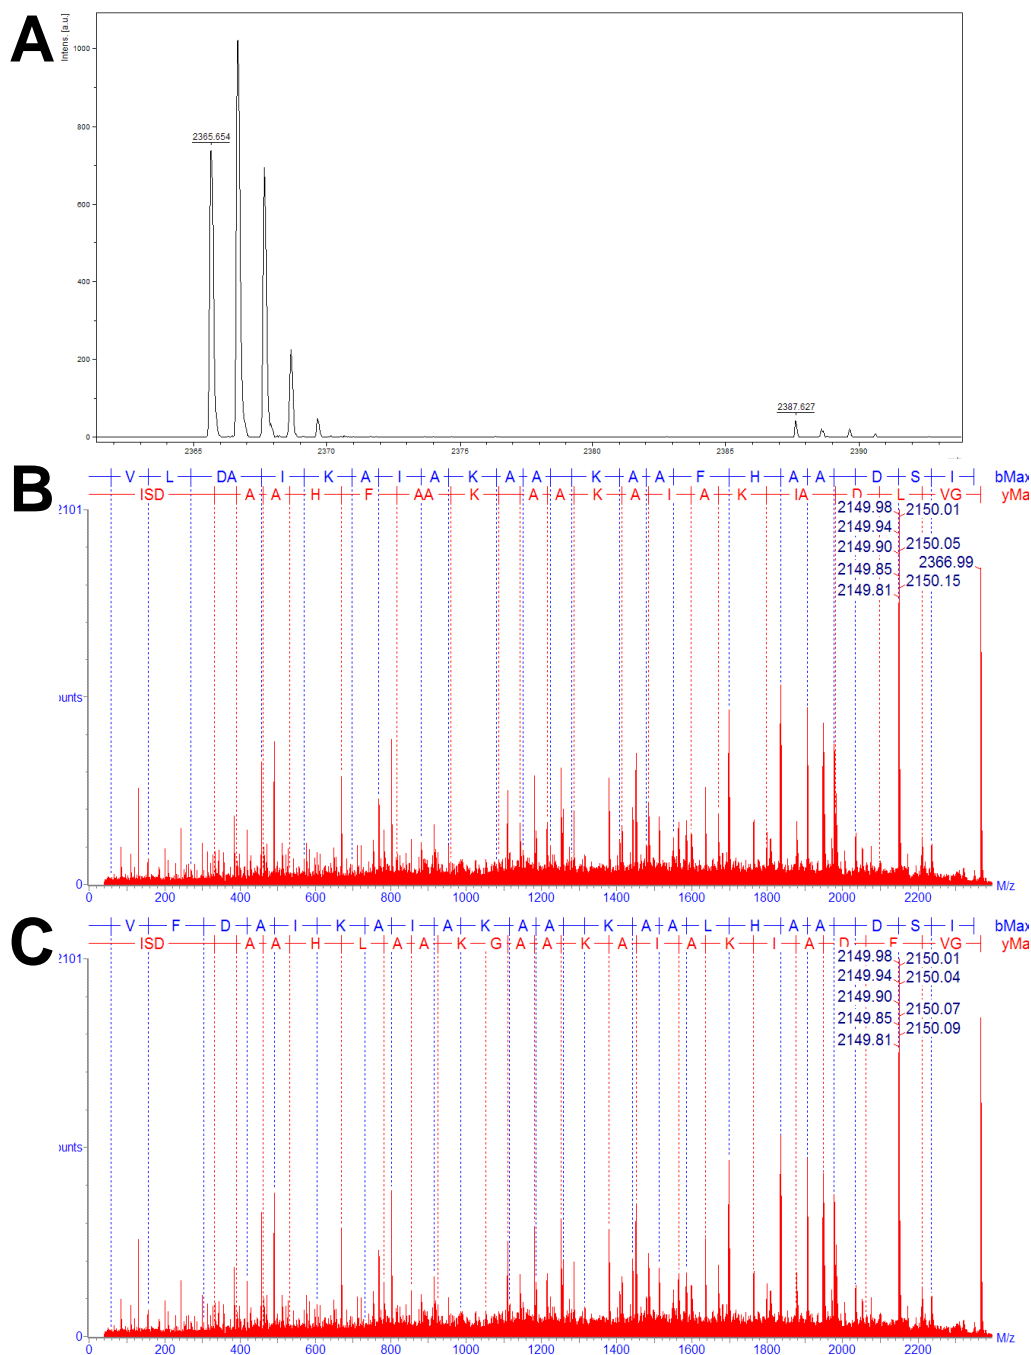 A
Intens. [a.u.]
1000
800
600
400
200
0
2365.654
2387.627
2365 2370 2375 2380 2385 2390
B
V L DA I K A I A K A A K A A F H A A D S I bMax
ISD A A H F AA K A A K A I A K IA D L VG yMa
2101
2149.98 2150.01
2149.94
2149.90 2150.05
2366.99
2149.85
2150.15
2149.81
ounts
0
0 200 400 600 800 1000 1200 1400 1600 1800 2000 2200 M/z
C
V F D A I K A I A K A A K A A L H A A D S I bMax
ISD A A H L A A K G A A K A I A K I A D F VG yMa
2101
2149.98 2150.01
2149.94 2150.04
2149.90
2150.07
2149.85
2150.09
2149.81
ounts
0
0 200 400 600 800 1000 1200 1400 1600 1800 2000 2200 M/z